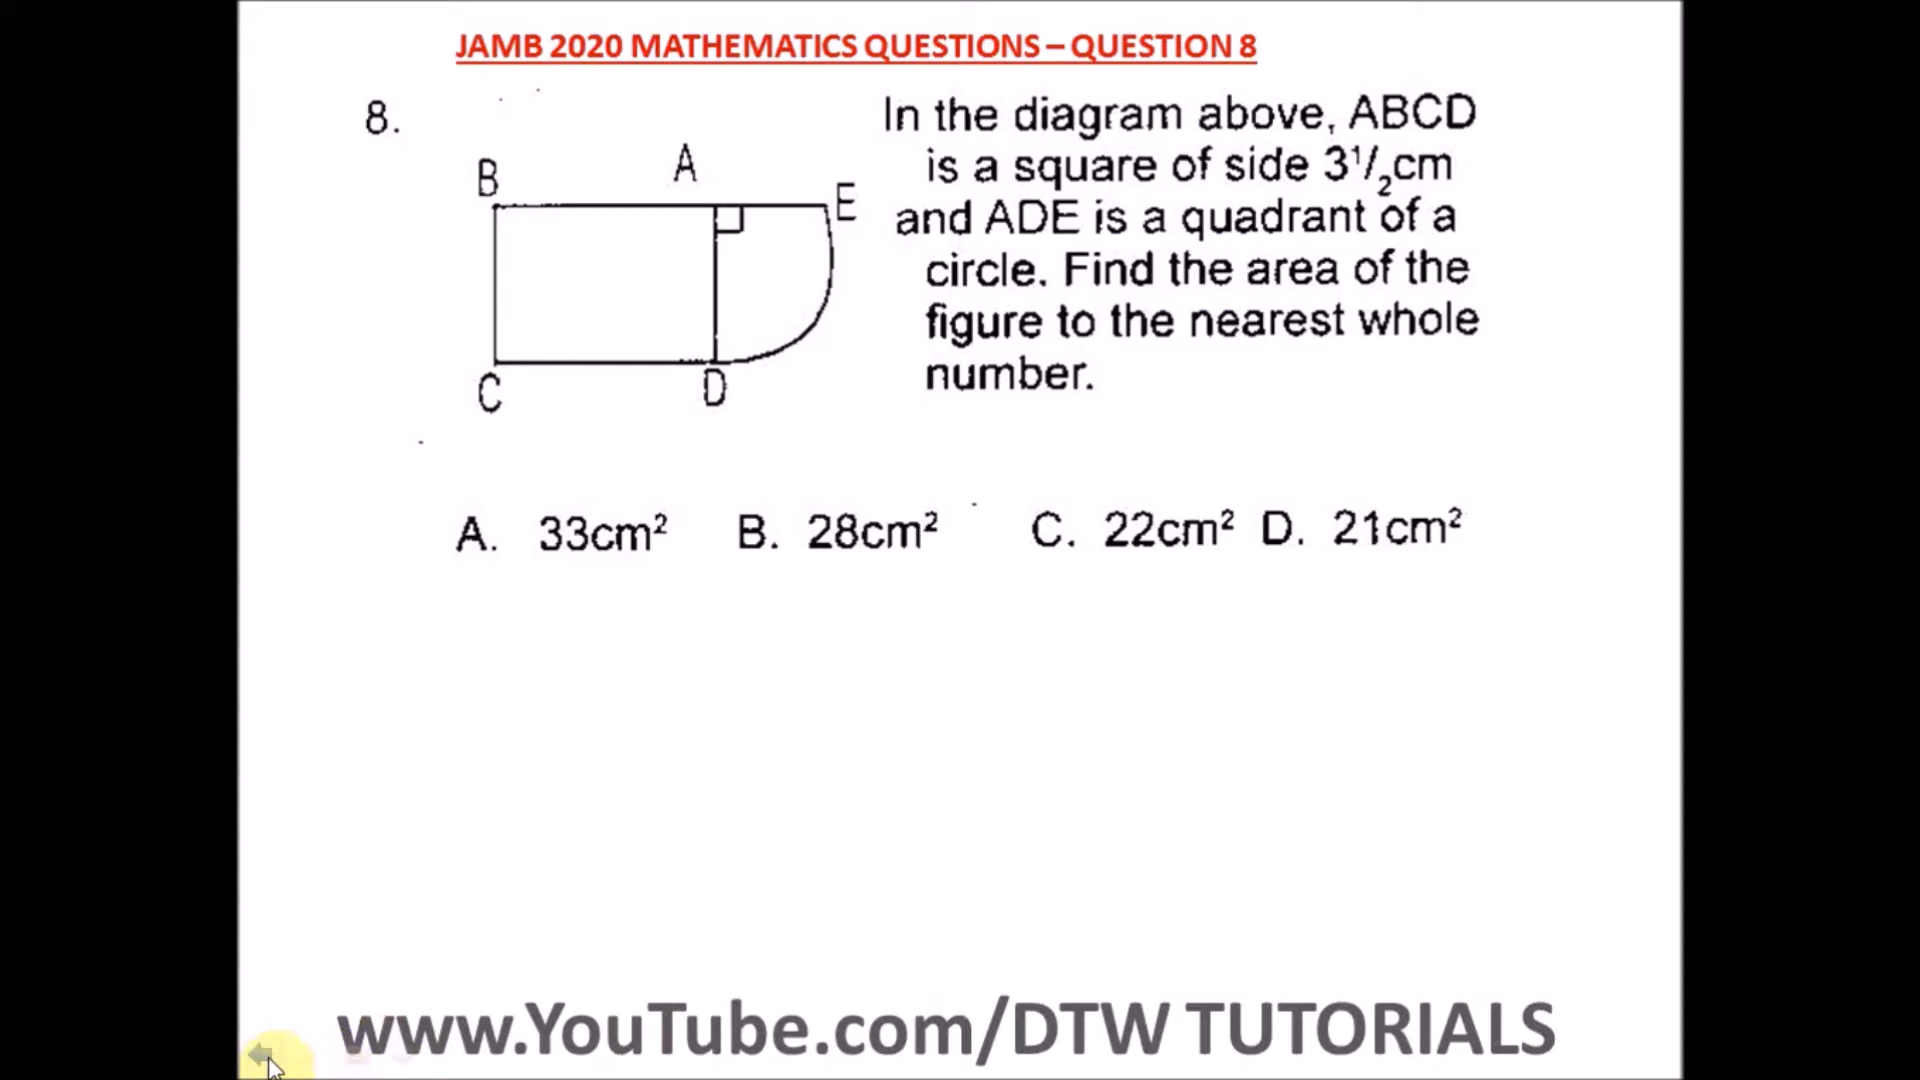 JAMB 2020 MATHEMATICS QUESTIONS – QUESTION 8
8.
B
A
E
C
D
In the diagram above, ABCD
is a square of side 3¹/₂cm
and ADE is a quadrant of a
circle. Find the area of the
figure to the nearest whole
number.
A. 33cm² B. 28cm² C. 22cm² D. 21cm²
www.YouTube.com/DTW TUTORIALS